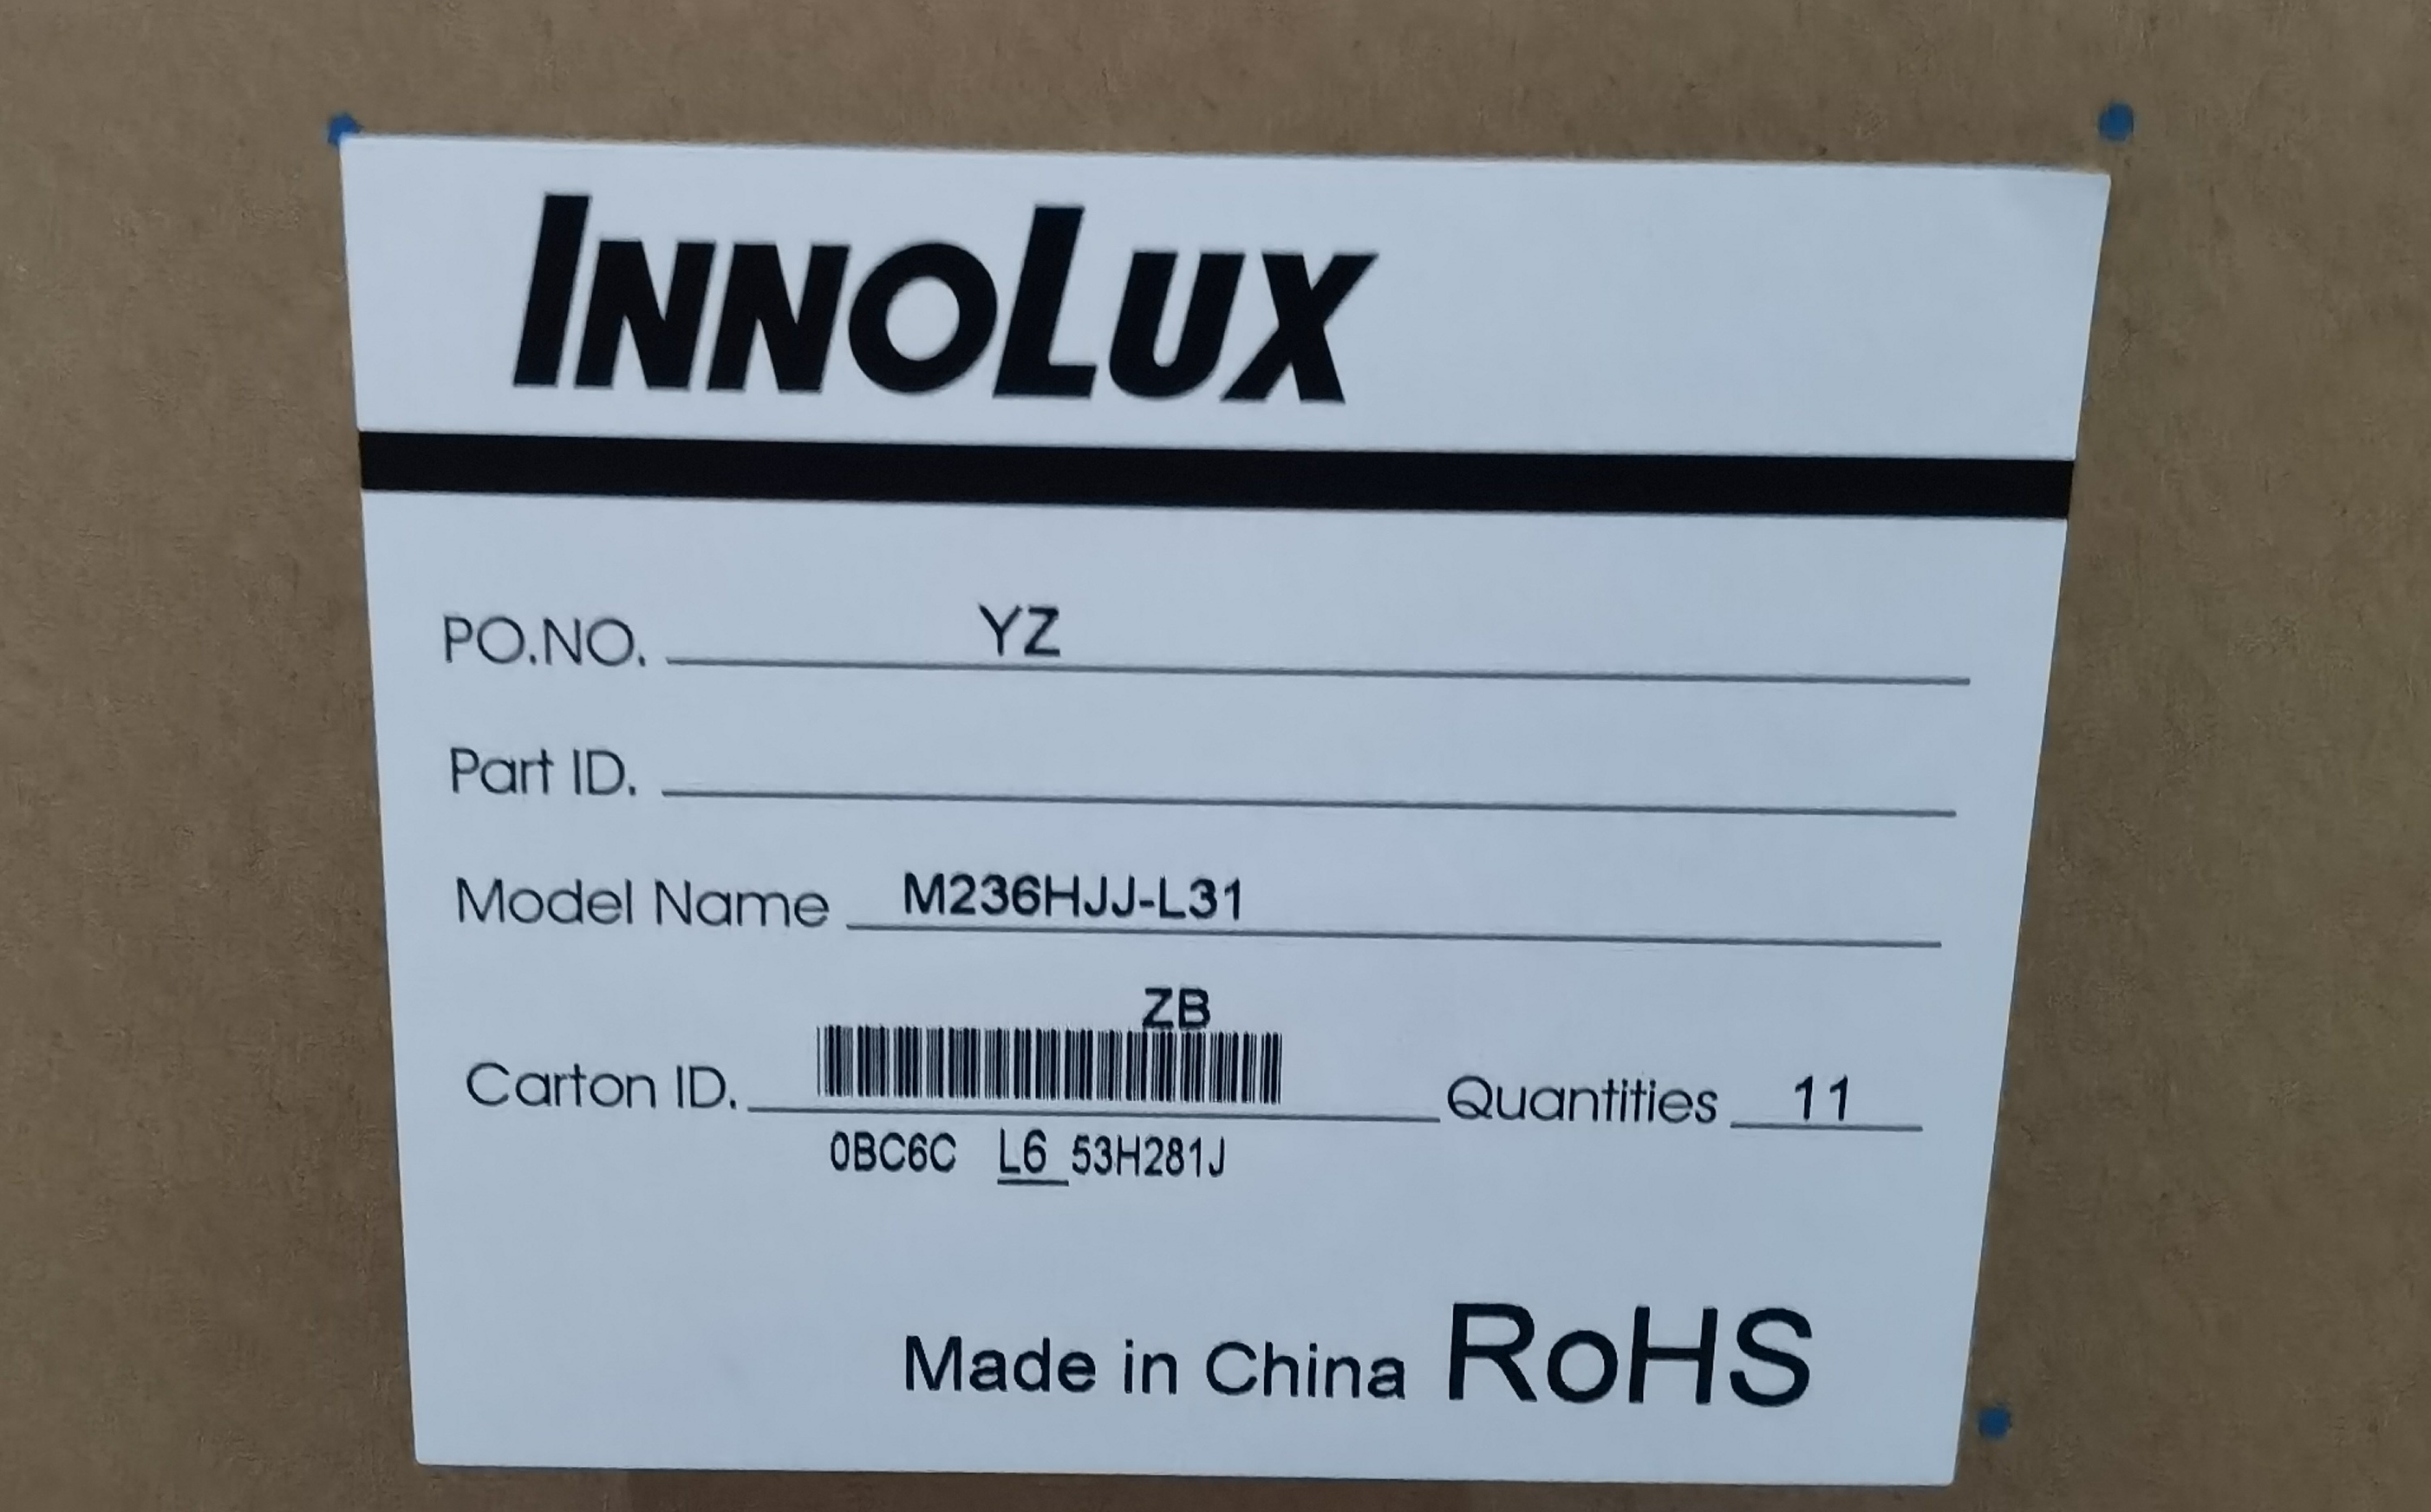 INNOLUX
PO.NO. YZ
Part ID.
Model Name M236HJJ-L31
ZB
Carton ID. Quantities 11
0BC6C L6 53H281J
Made in China RoHS